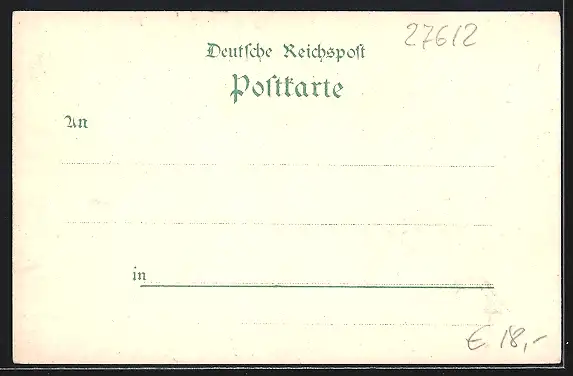 27612
Deutſche Reichspoſt
Poſtkarte
An
in
€ 18,-